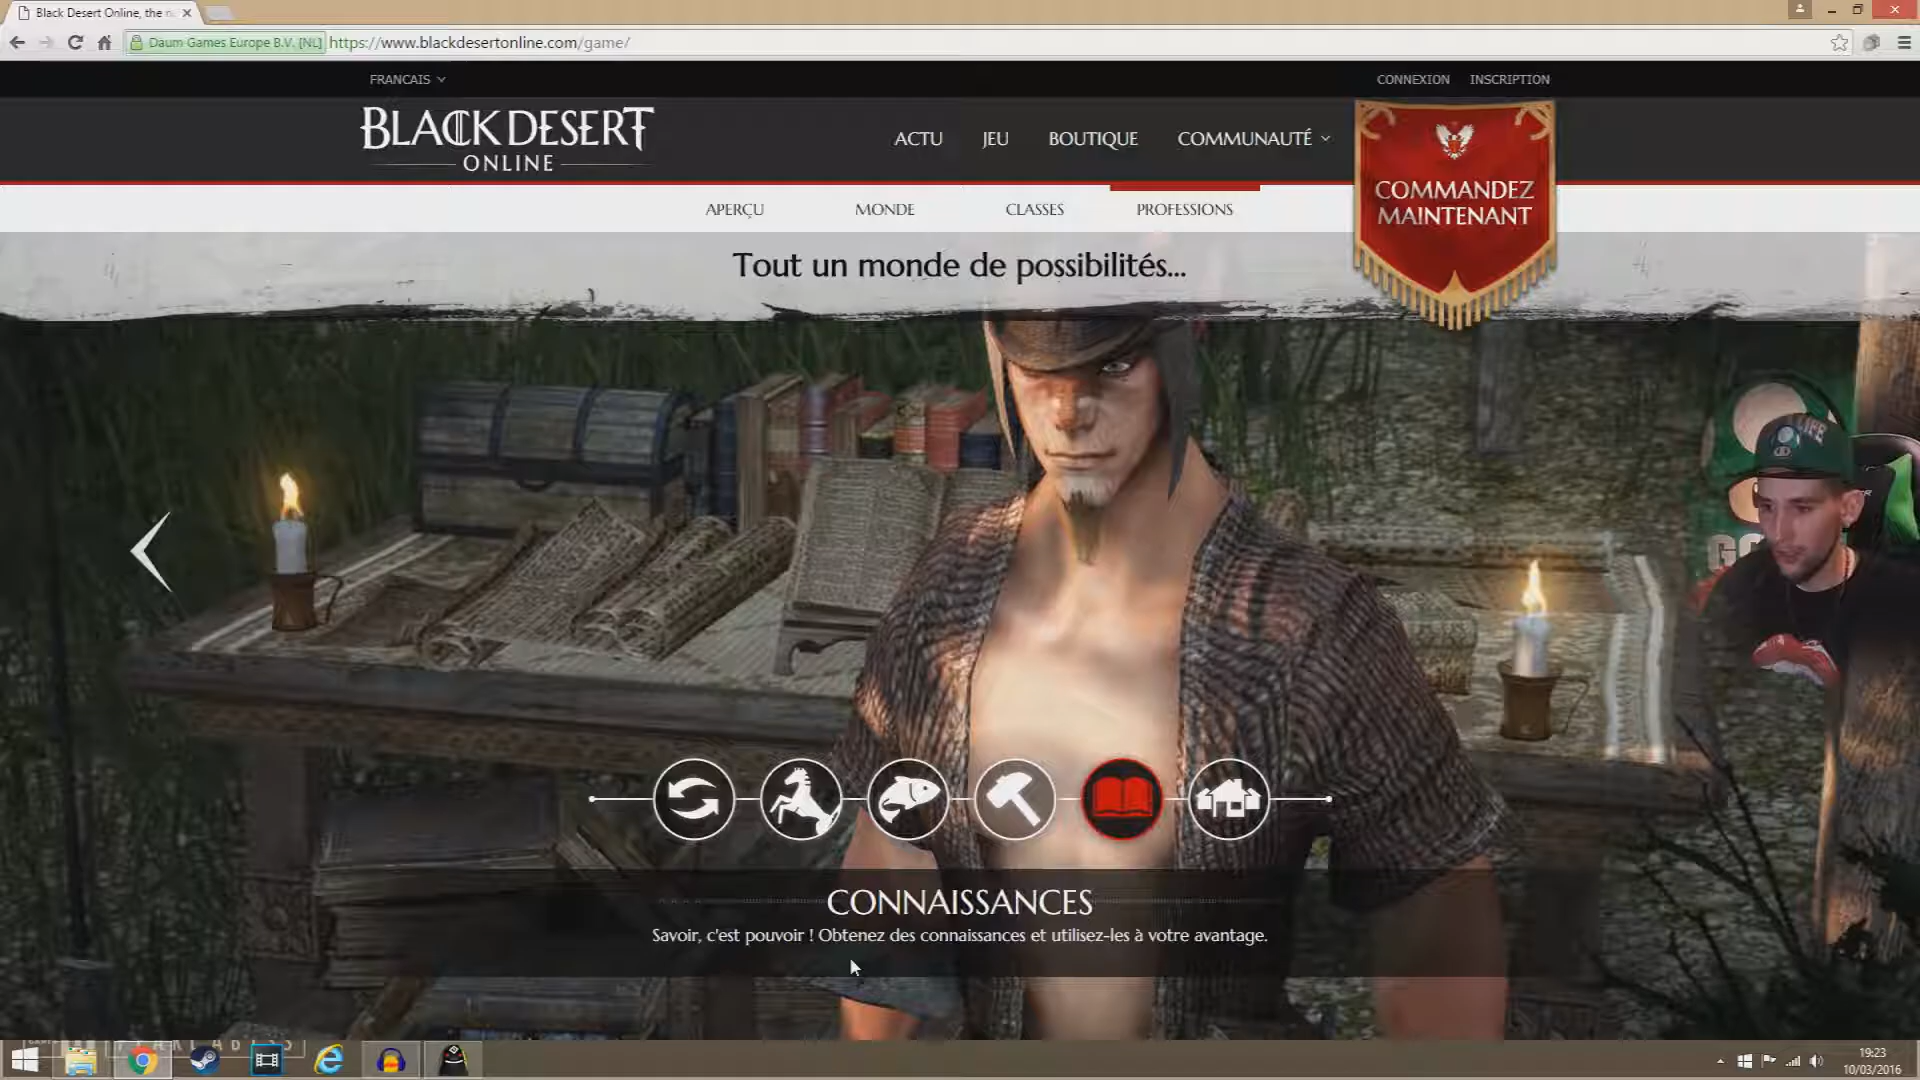 Black Desert Online, the n
Daum Games Europe B.V. [NL] https://www.blackdesertonline.com/game/
FRANCAIS
CONNEXION INSCRIPTION
BLACK DESERT
ONLINE
ACTU JEU BOUTIQUE COMMUNAUTÉ
COMMANDEZ
MAINTENANT
APERÇU MONDE CLASSES PROFESSIONS
Tout un monde de possibilités...
LIFE
CONNAISSANCES
Savoir, c'est pouvoir ! Obtenez des connaissances et utilisez-les à votre avantage.
19:23
10/03/2016